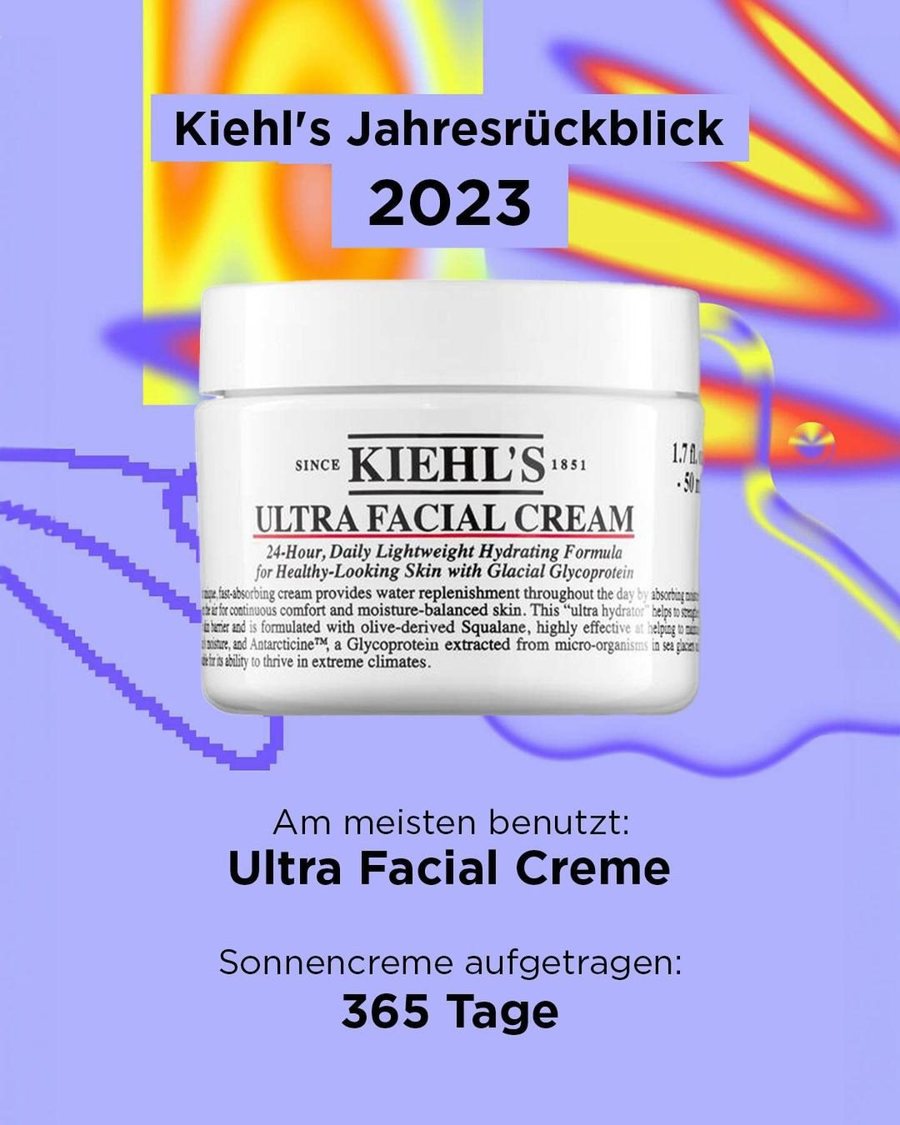 Kiehl's Jahresrückblick
2023
SINCE KIEHL'S 1851
1.7 fl.
- 50
ULTRA FACIAL CREAM
24-Hour, Daily Lightweight Hydrating Formula
for Healthy-Looking Skin with Glacial Glycoprotein
fast-absorbing cream provides water replenishment throughout the day by absorbing
air for continuous comfort and moisture-balanced skin. This “ultra hydrator” helps to
barrier and is formulated with olive-derived Squalane, highly effective at helping to
moisture, and Antarcticine™, a Glycoprotein extracted from micro-organisms in sea
for its ability to thrive in extreme climates.
Am meisten benutzt:
Ultra Facial Creme
Sonnencreme aufgetragen:
365 Tage